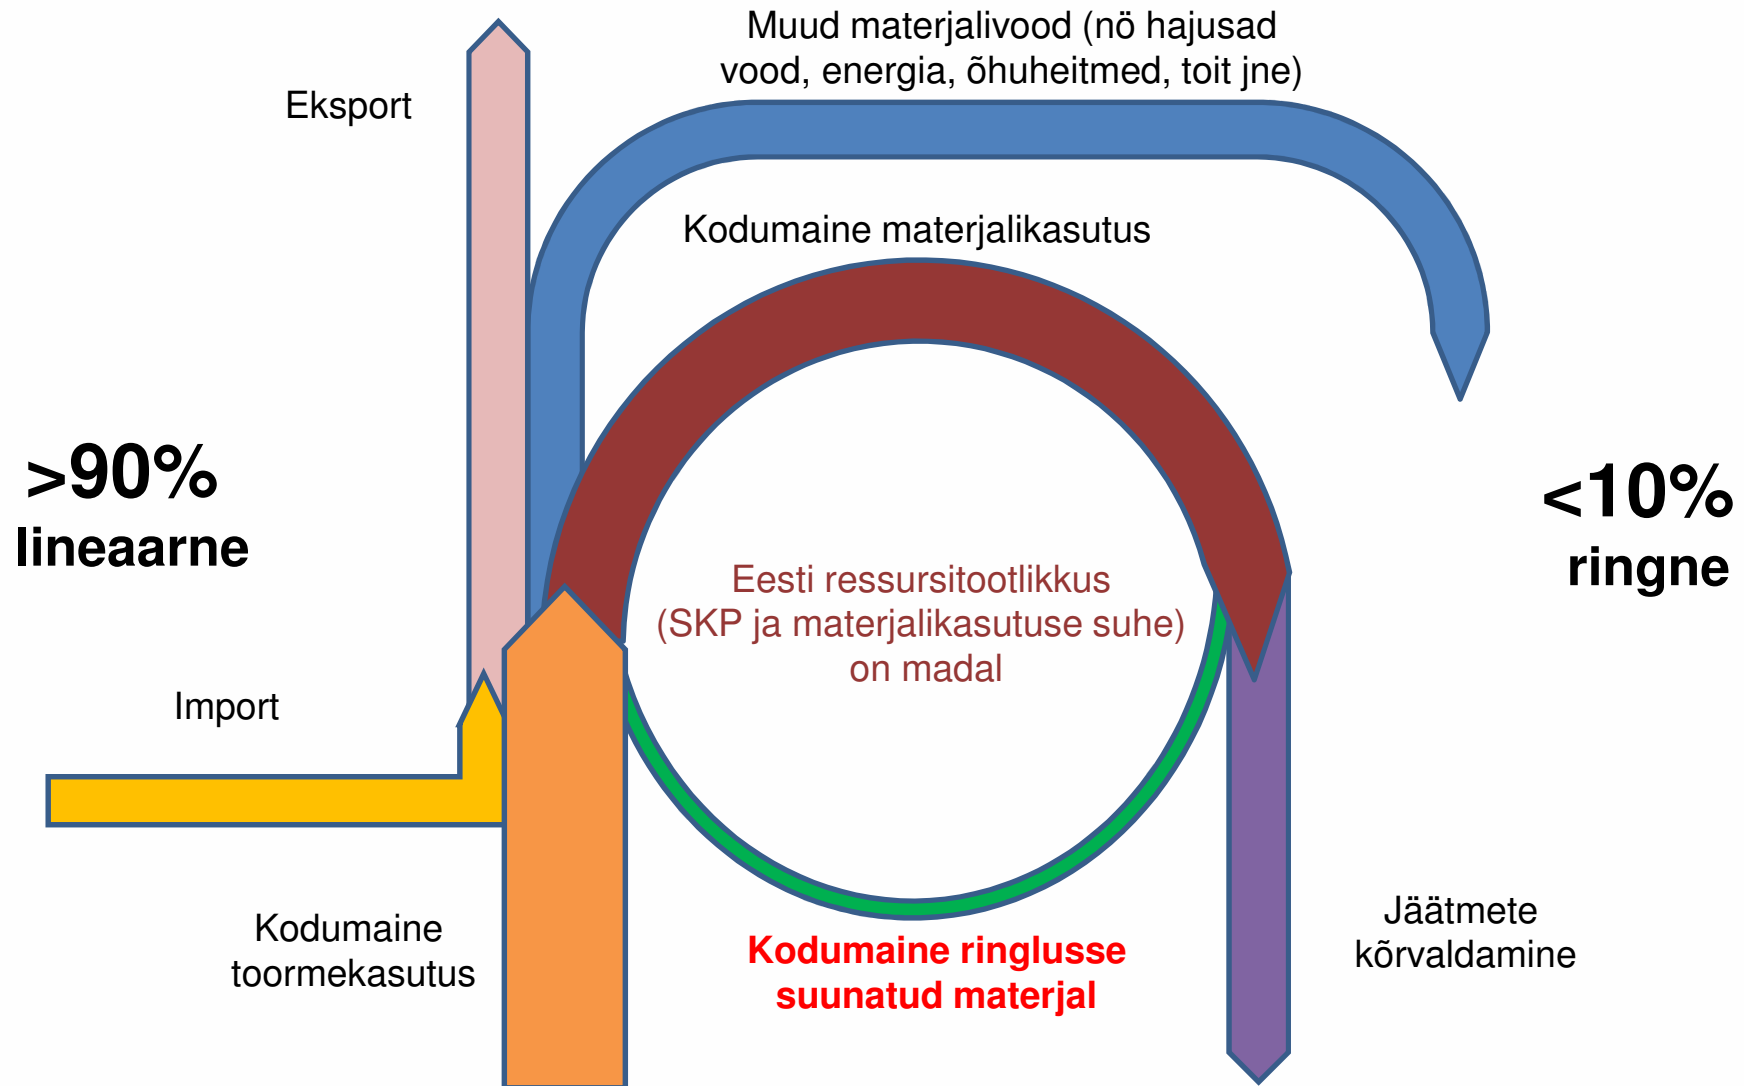 Muud materjalivood (nö hajusad
vood, energia, õhuheitmed, toit jne)
Eksport
Kodumaine materjalikasutus
>90%
lineaarne
<10%
ringne
Eesti ressursitootlikkus
(SKP ja materjalikasutuse suhe)
on madal
Import
Kodumaine
toormekasutus
Kodumaine ringlusse
suunatud materjal
Jäätmete
kõrvaldamine